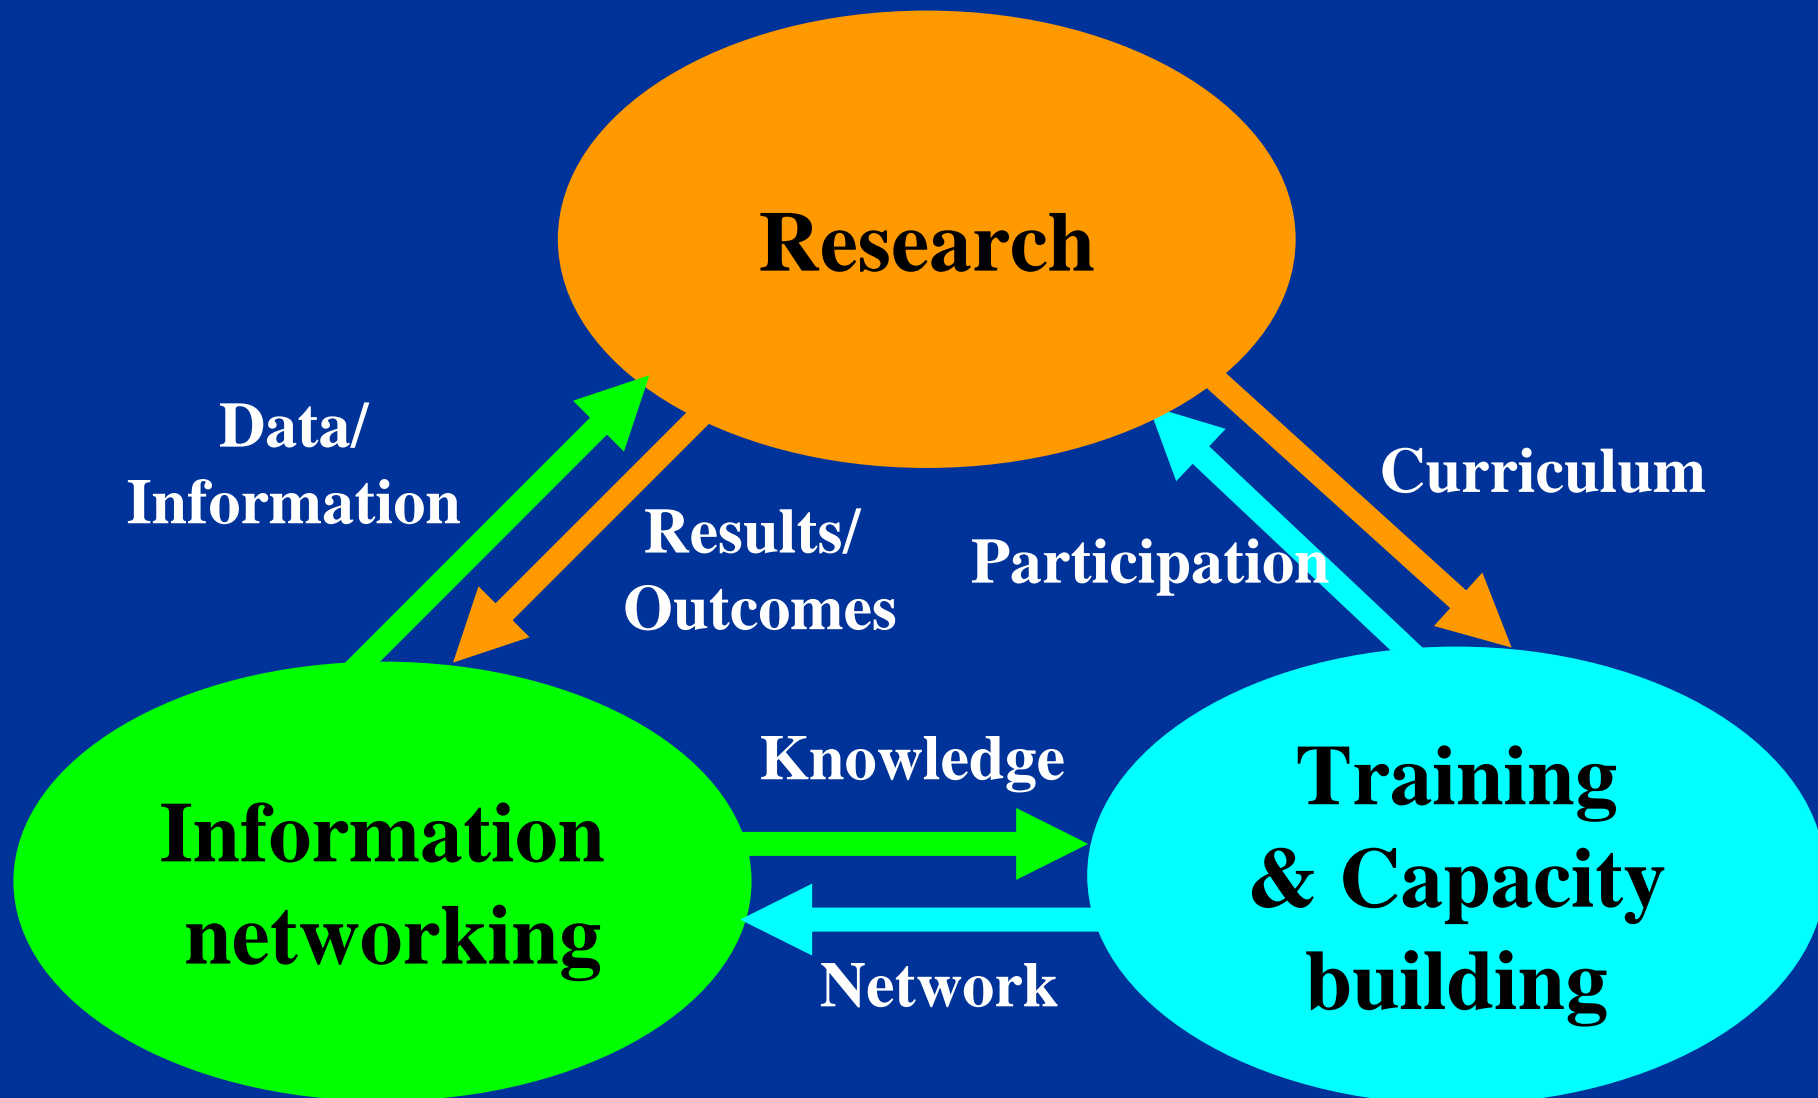 Research
Data/
Information
Results/
Outcomes
Participation
Curriculum
Knowledge
Information
networking
Training
& Capacity
building
Network